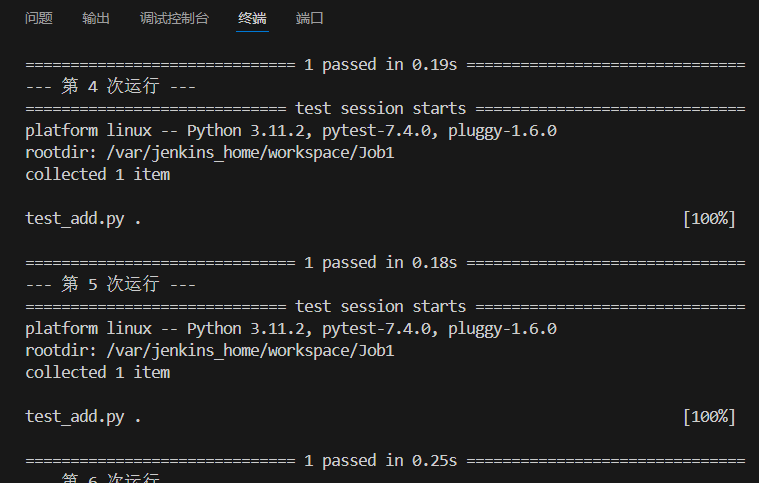 问题 输出 调试控制台 终端 端口
============================== 1 passed in 0.19s ===============================
--- 第 4 次运行 ---
============================= test session starts ==============================
platform linux -- Python 3.11.2, pytest-7.4.0, pluggy-1.6.0
rootdir: /var/jenkins_home/workspace/Job1
collected 1 item
test_add.py . [100%]
============================== 1 passed in 0.18s ===============================
--- 第 5 次运行 ---
============================= test session starts ==============================
platform linux -- Python 3.11.2, pytest-7.4.0, pluggy-1.6.0
rootdir: /var/jenkins_home/workspace/Job1
collected 1 item
test_add.py . [100%]
============================== 1 passed in 0.25s ===============================
第 6 次运行